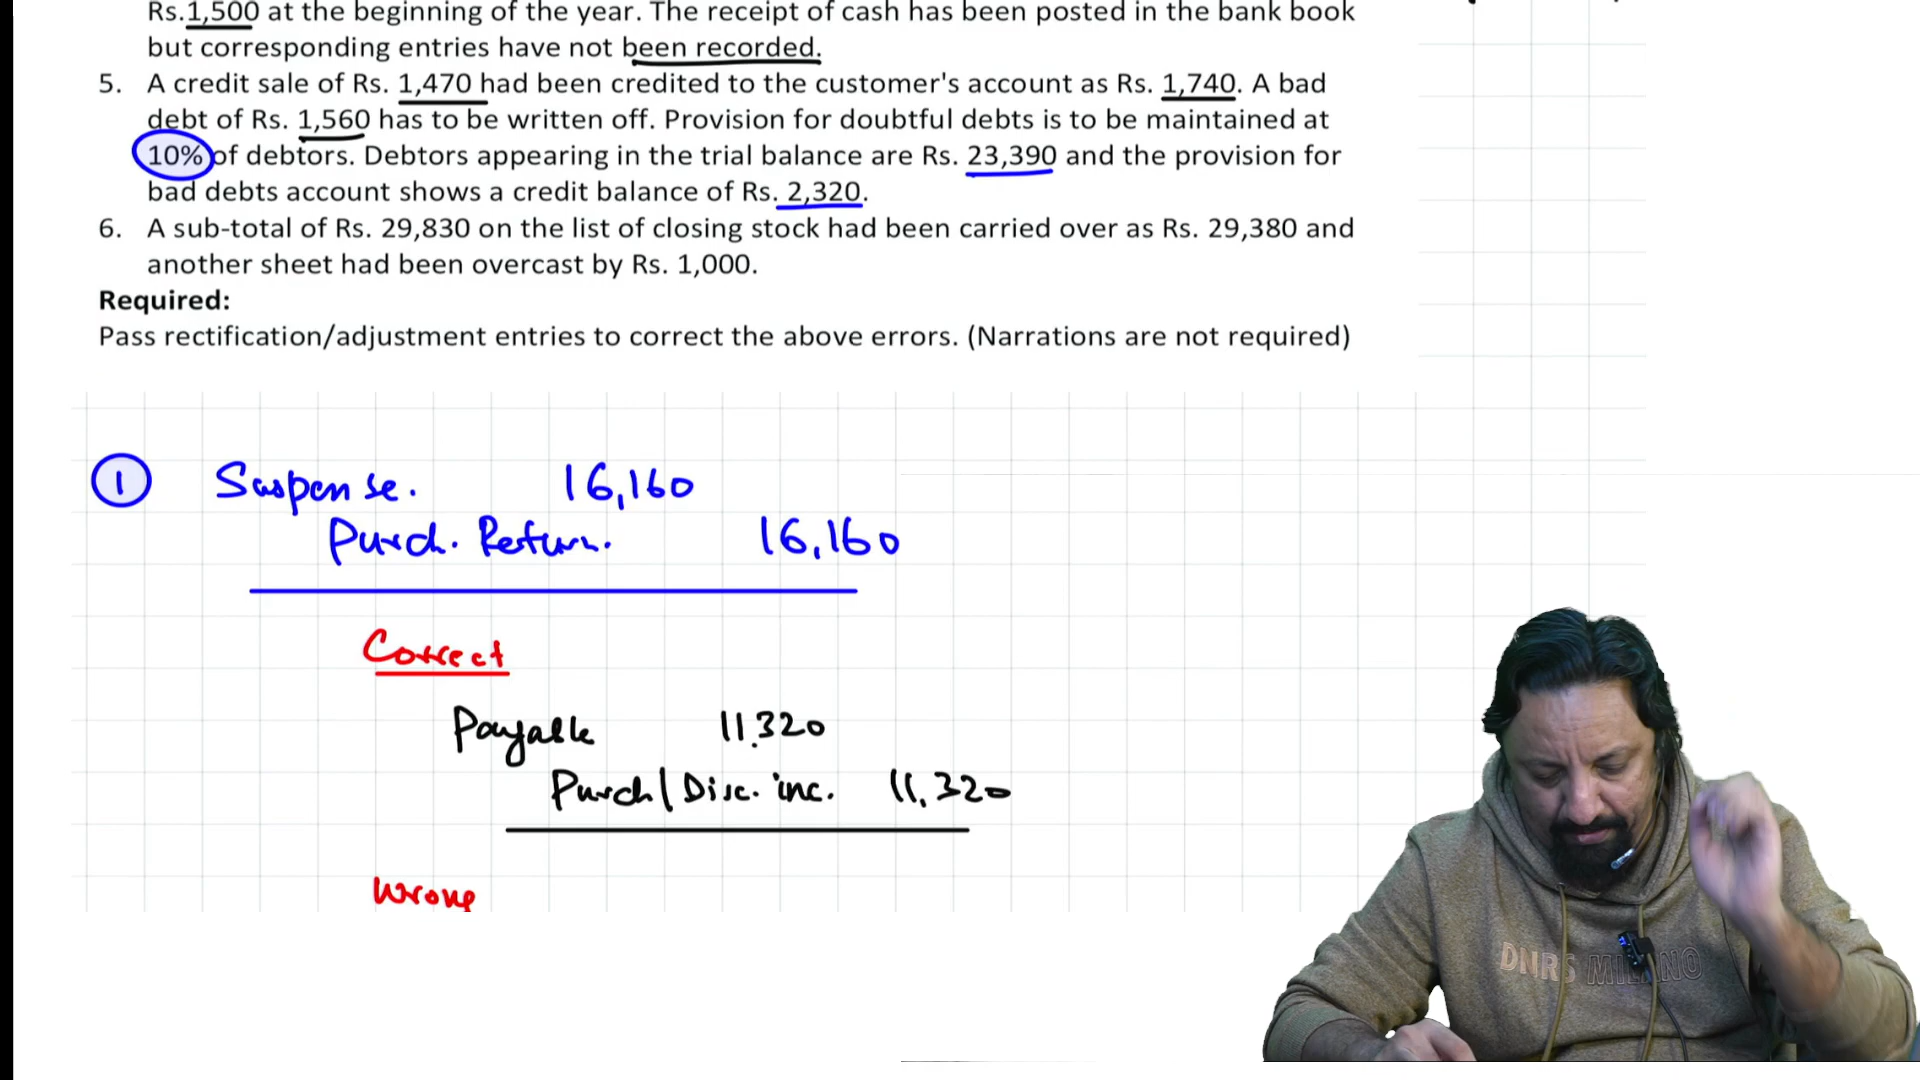 Rs.1,500 at the beginning of the year. The receipt of cash has been posted in the bank book
but corresponding entries have not been recorded.
5. A credit sale of Rs. 1,470 had been credited to the customer's account as Rs. 1,740. A bad
debt of Rs. 1,560 has to be written off. Provision for doubtful debts is to be maintained at
10% of debtors. Debtors appearing in the trial balance are Rs. 23,390 and the provision for
bad debts account shows a credit balance of Rs. 2,320.
6. A sub-total of Rs. 29,830 on the list of closing stock had been carried over as Rs. 29,380 and
another sheet had been overcast by Rs. 1,000.
Required:
Pass rectification/adjustment entries to correct the above errors. (Narrations are not required)
1 Suspense. 16,160
Purch. Return. 16,160
Correct
Payable 11.320
Purch/Disc. inc. 11,320
Wrong
DNRS MILANO